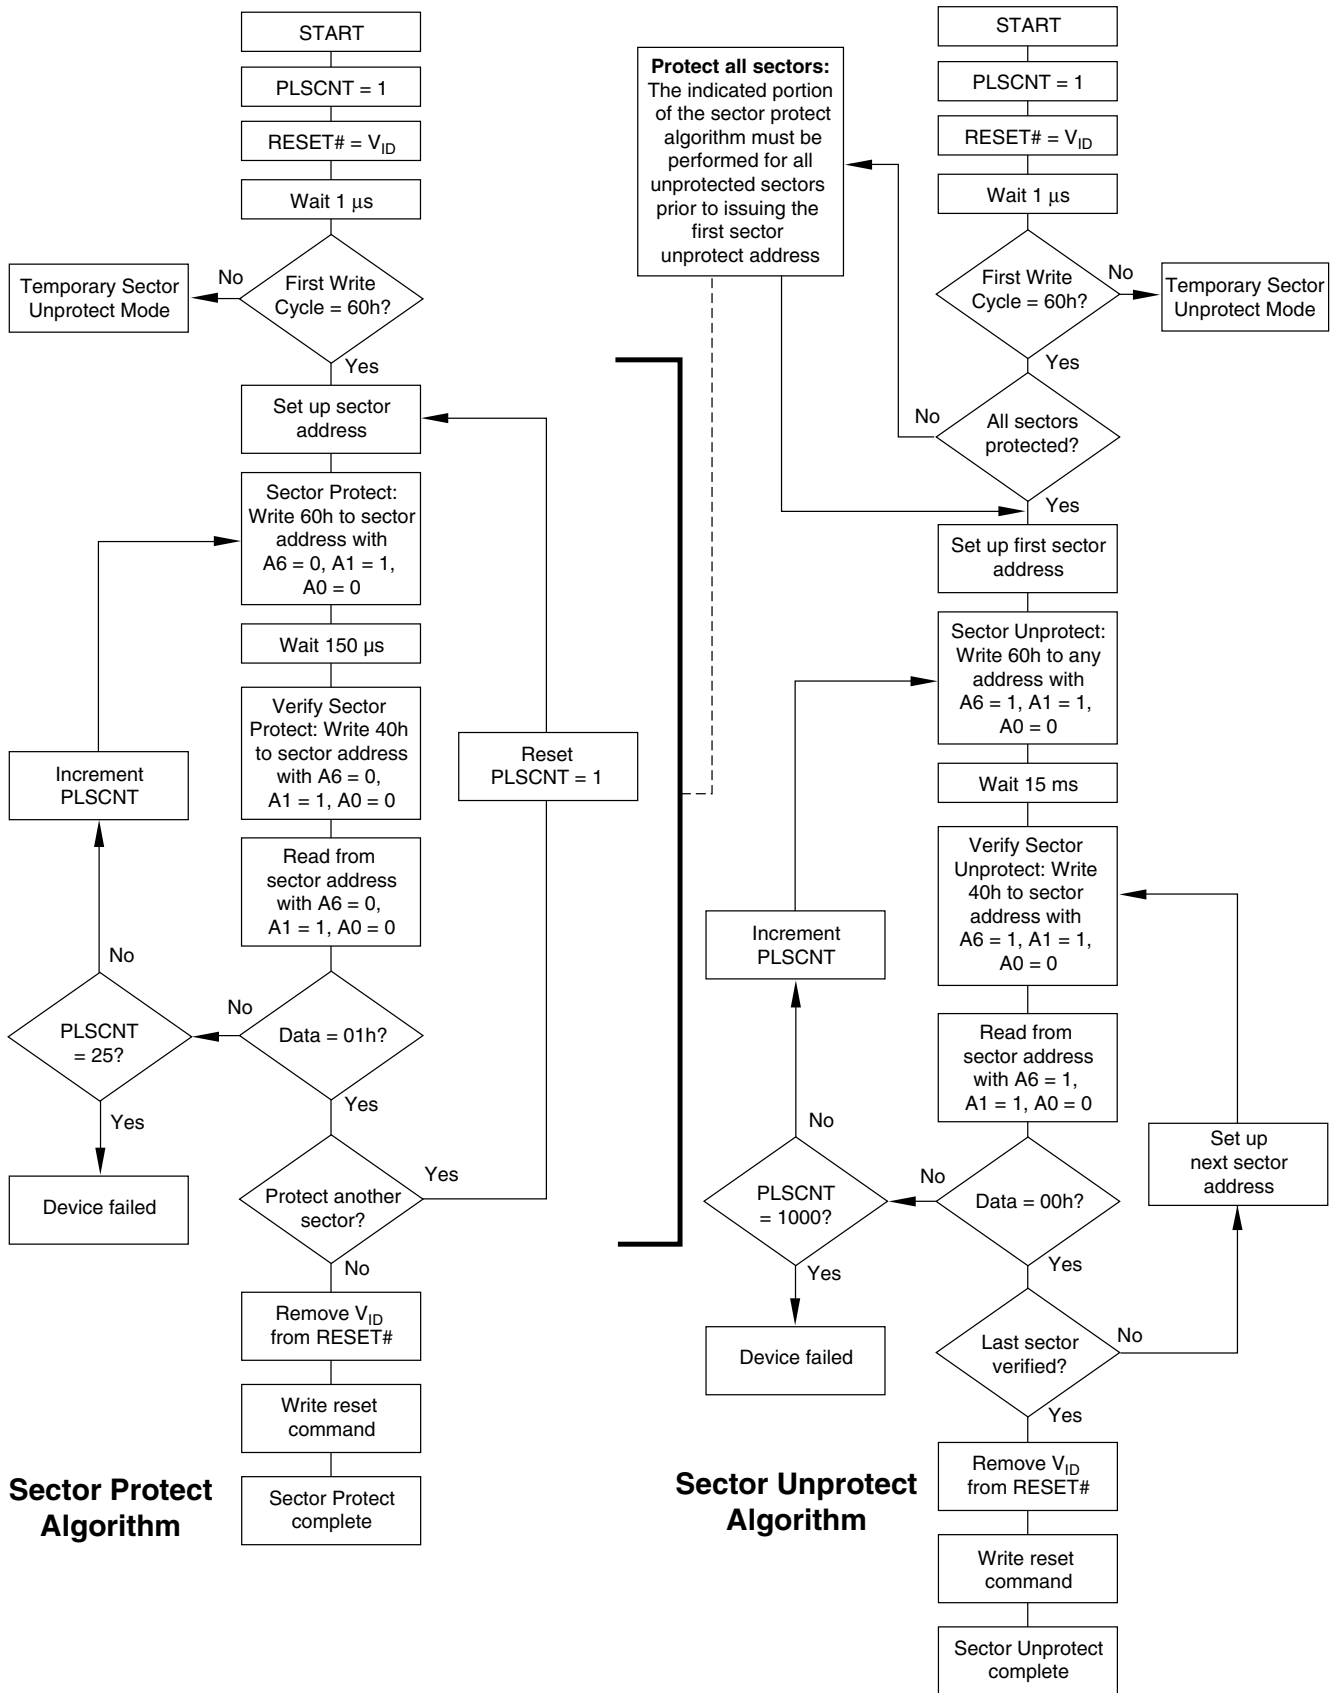 START
PLSCNT = 1
RESET# = VID
Wait 1 μs
First Write
Cycle = 60h?
No
Temporary Sector
Unprotect Mode
Yes
Set up sector
address
Sector Protect:
Write 60h to sector
address with
A6 = 0, A1 = 1,
A0 = 0
Wait 150 µs
Verify Sector
Protect: Write 40h
to sector address
with A6 = 0,
A1 = 1, A0 = 0
Reset
PLSCNT = 1
Increment
PLSCNT
Read from
sector address
with A6 = 0,
A1 = 1, A0 = 0
No
No
PLSCNT
= 25?
Data = 01h?
Yes
Yes
Device failed
Yes
Protect another
sector?
No
Remove VID
from RESET#
Write reset
command
Sector Protect
complete
Sector Protect
Algorithm
Protect all sectors:
The indicated portion
of the sector protect
algorithm must be
performed for all
unprotected sectors
prior to issuing the
first sector
unprotect address
START
PLSCNT = 1
RESET# = VID
Wait 1 μs
First Write
Cycle = 60h?
No
Temporary Sector
Unprotect Mode
Yes
No
All sectors
protected?
Yes
Set up first sector
address
Sector Unprotect:
Write 60h to any
address with
A6 = 1, A1 = 1,
A0 = 0
Wait 15 ms
Verify Sector
Unprotect: Write
40h to sector
address with
A6 = 1, A1 = 1,
A0 = 0
Increment
PLSCNT
Read from
sector address
with A6 = 1,
A1 = 1, A0 = 0
No
No
Set up
next sector
address
PLSCNT
= 1000?
Data = 00h?
Yes
Yes
Device failed
Last sector
verified?
No
Yes
Remove VID
from RESET#
Write reset
command
Sector Unprotect
complete
Sector Unprotect
Algorithm